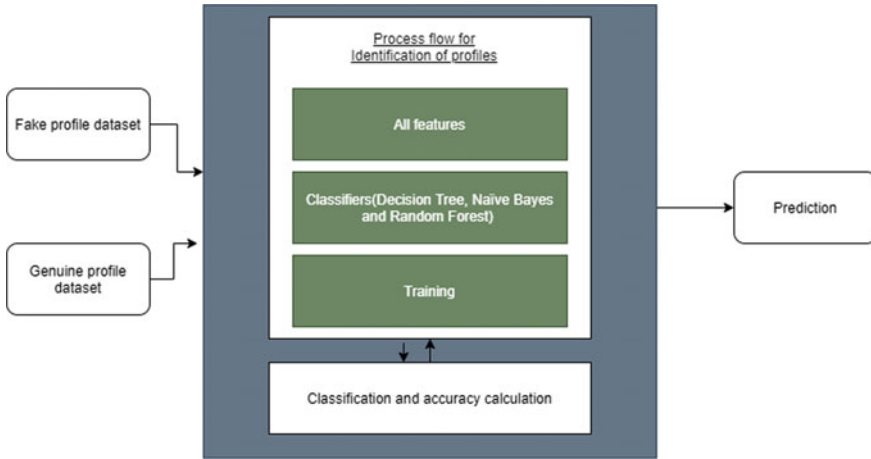 Process flow for
Identification of profiles
Fake profile dataset
All features
Classifiers(Decision Tree, Naïve Bayes
and Random Forest)
Prediction
Genuine profile
dataset
Training
Classification and accuracy calculation